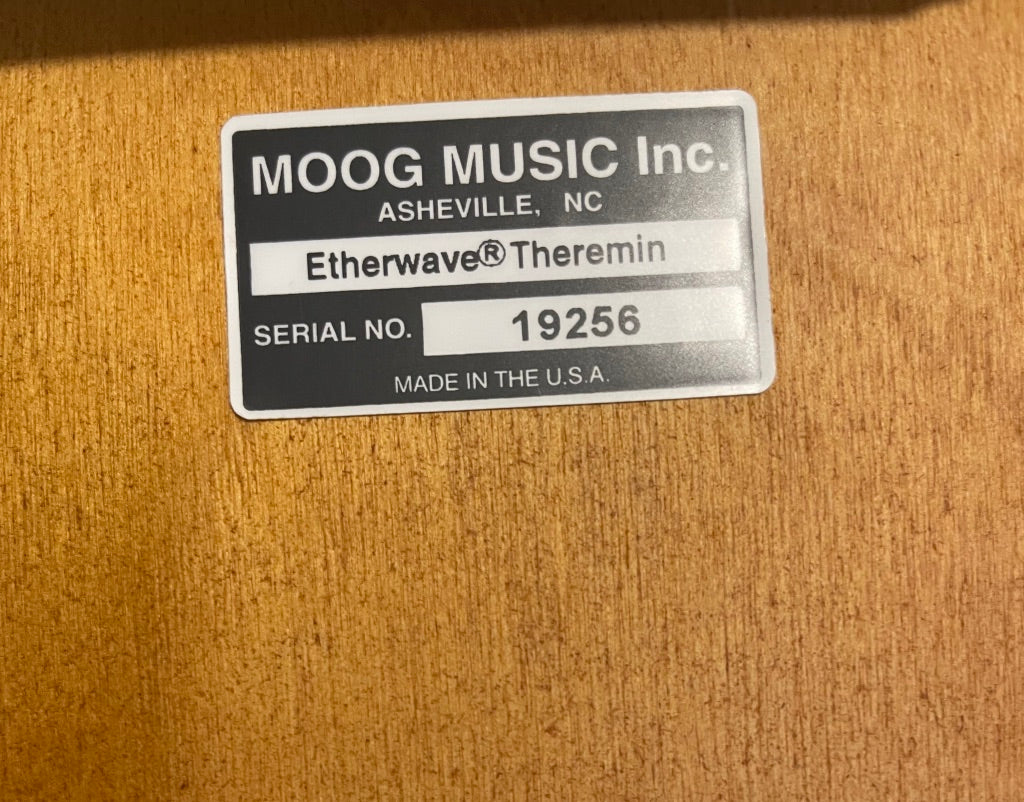 MOOG MUSIC Inc.
ASHEVILLE, NC
Etherwave® Theremin
SERIAL NO. 19256
MADE IN THE U.S.A.